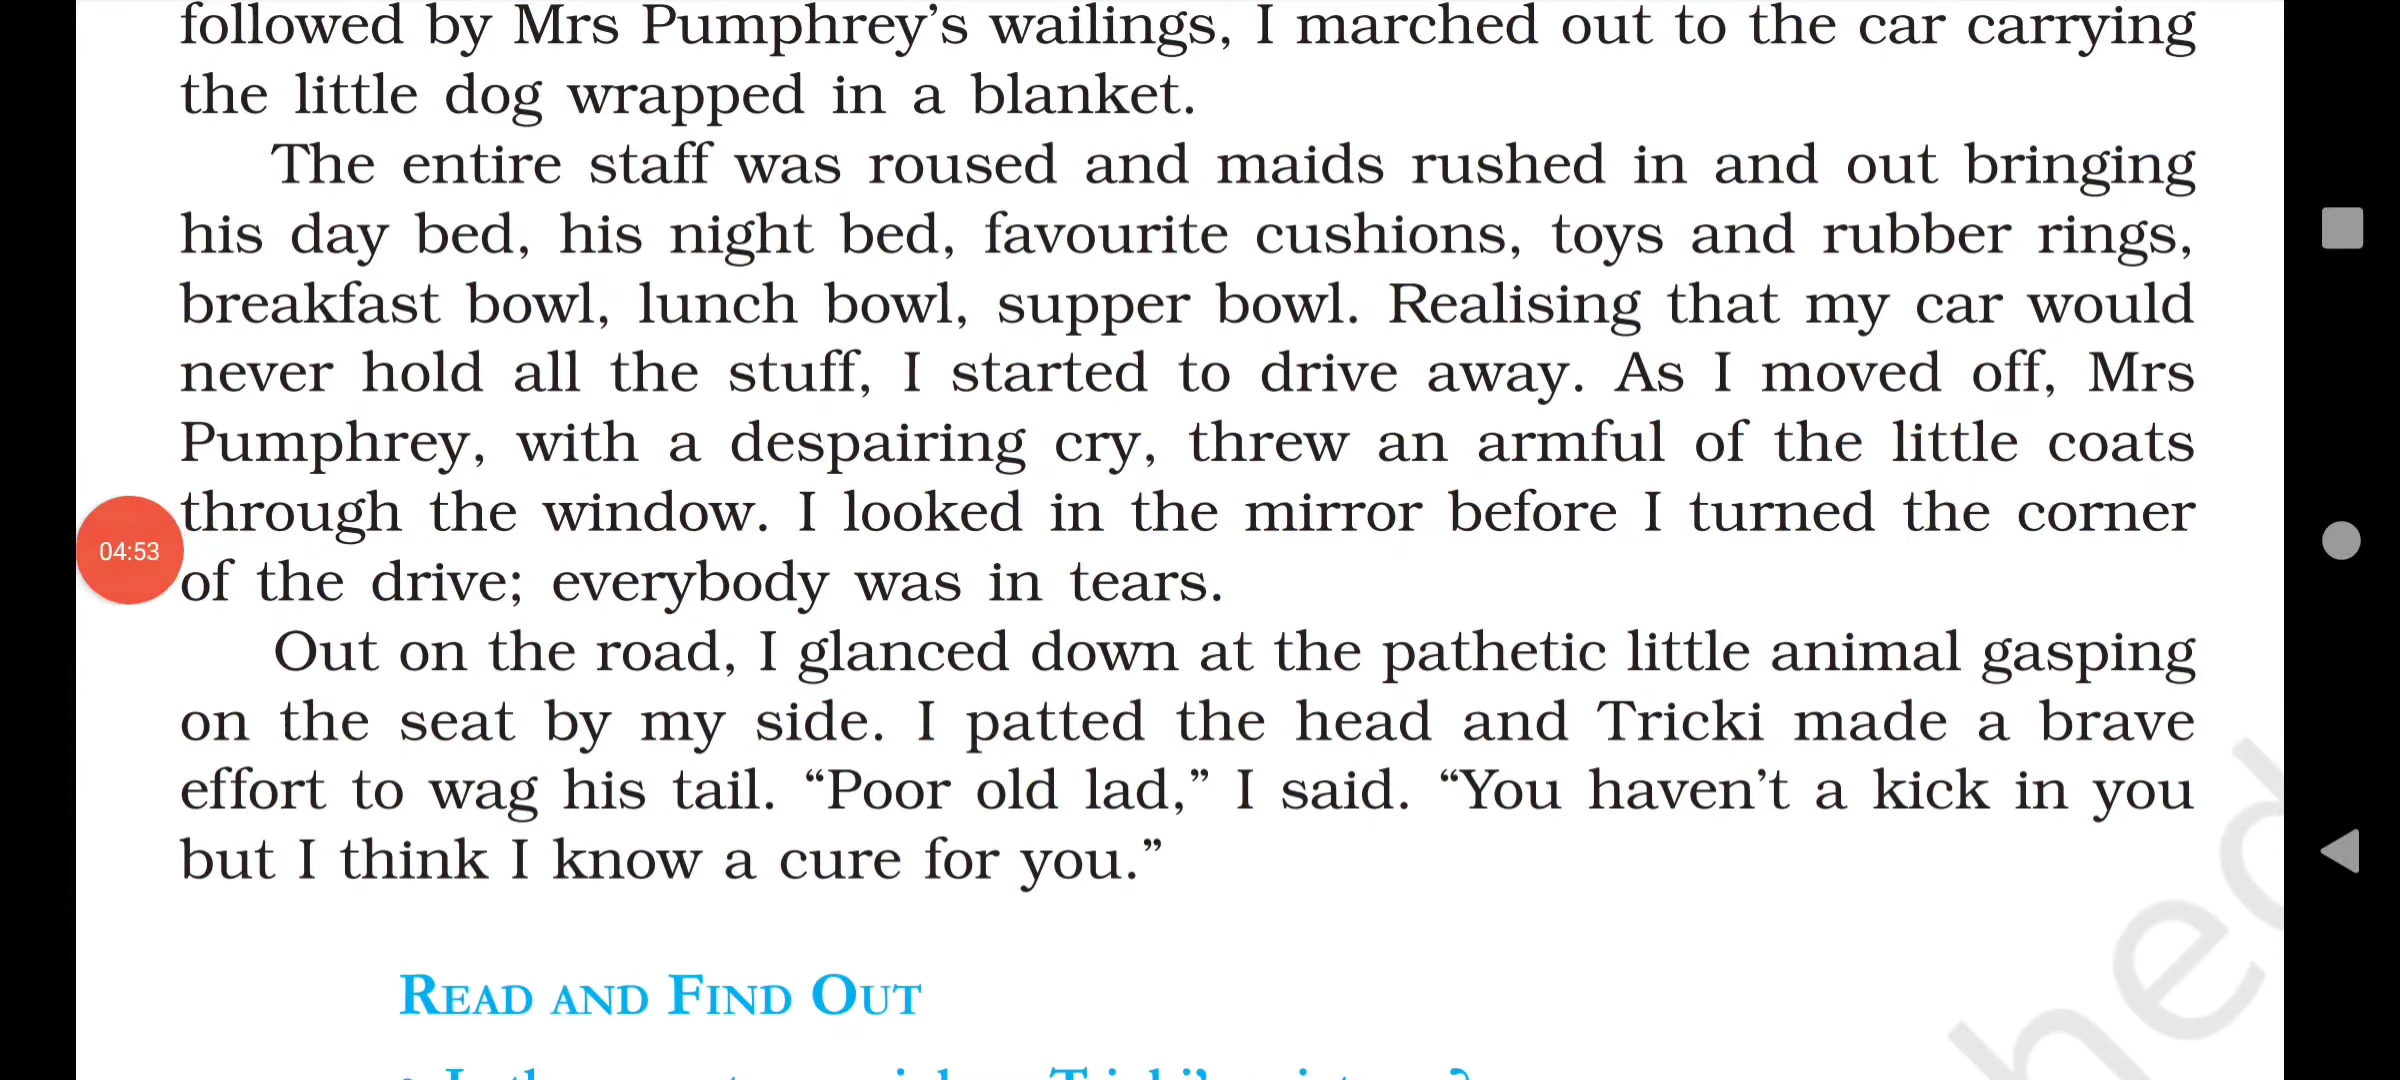 followed by Mrs Pumphrey’s wailings, I marched out to the car carrying
the little dog wrapped in a blanket.
The entire staff was roused and maids rushed in and out bringing
his day bed, his night bed, favourite cushions, toys and rubber rings,
breakfast bowl, lunch bowl, supper bowl. Realising that my car would
never hold all the stuff, I started to drive away. As I moved off, Mrs
Pumphrey, with a despairing cry, threw an armful of the little coats
through the window. I looked in the mirror before I turned the corner
04:53
of the drive; everybody was in tears.
Out on the road, I glanced down at the pathetic little animal gasping
on the seat by my side. I patted the head and Tricki made a brave
effort to wag his tail. “Poor old lad,” I said. “You haven’t a kick in you
but I think I know a cure for you.”
READ AND FIND OUT
hed